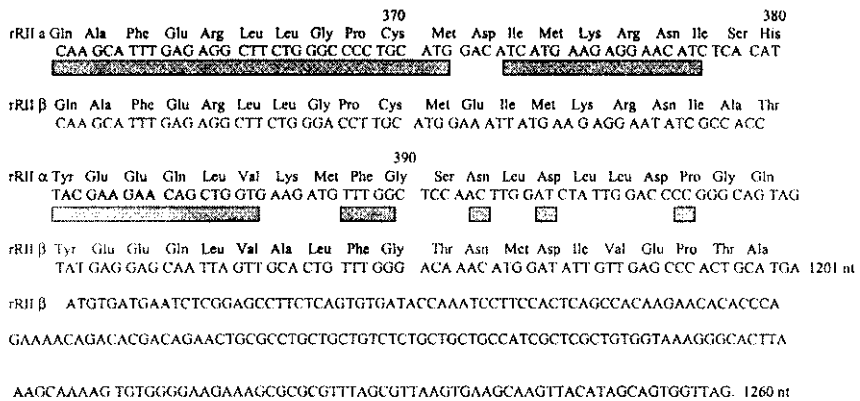 370 380
rRII a Gln Ala Phe Glu Arg Leu Leu Gly Pro Cys Met Asp Ile Met Lys Arg Asn Ile Ser His
CAA GCA TTT GAG AGG CTT CTG GGC CCC TGC ATG GAC ATC ATG AAG AGG AAC ATC TCA CAT
rRII β Gln Ala Phe Glu Arg Leu Leu Gly Pro Cys Met Glu Ile Met Lys Arg Asn Ile Ala Thr
CAA GCA TTT GAG AGG CTT CTG GGA CCT TGC ATG GAA ATT ATG AAG AGG AAT ATC GCC ACC
390
rRII α Tyr Glu Glu Gln Leu Val Lys Met Phe Gly Ser Asn Leu Asp Leu Leu Asp Pro Gly Gln
TAC GAA GAA CAG CTG GTG AAG ATG TTT GGC TCC AAC TTG GAT CTA TTG GAC CCC GGG CAG TAG
rRII β Tyr Glu Glu Gln Leu Val Ala Leu Phe Gly Thr Asn Met Asp Ile Val Glu Pro Thr Ala
TAT GAG GAG CAA TTA GTT GCA CTG TTT GGG ACA AAC ATG GAT ATT GTT GAG CCC ACT GCA TGA 1201 nt
rRII β ATGTGATGAATCTCGGAGCCTTCTCAGTGTGATACCAAATCCTTCCACTCAGCCACAAGAACACACCCA
GAAAACAGACACGACAGAACTGCGCCTGCTGCTGTCTCTGCTGCTGCCATCGCTCGCTGTGGTAAAGGGCACTTA
AAGCAAAAGTGTGGGGAAGAAAGCGCGCGTTTAGCGTTAAGTGAAGCAAGTTACATAGCAGTGGTTAG. 1260 nt